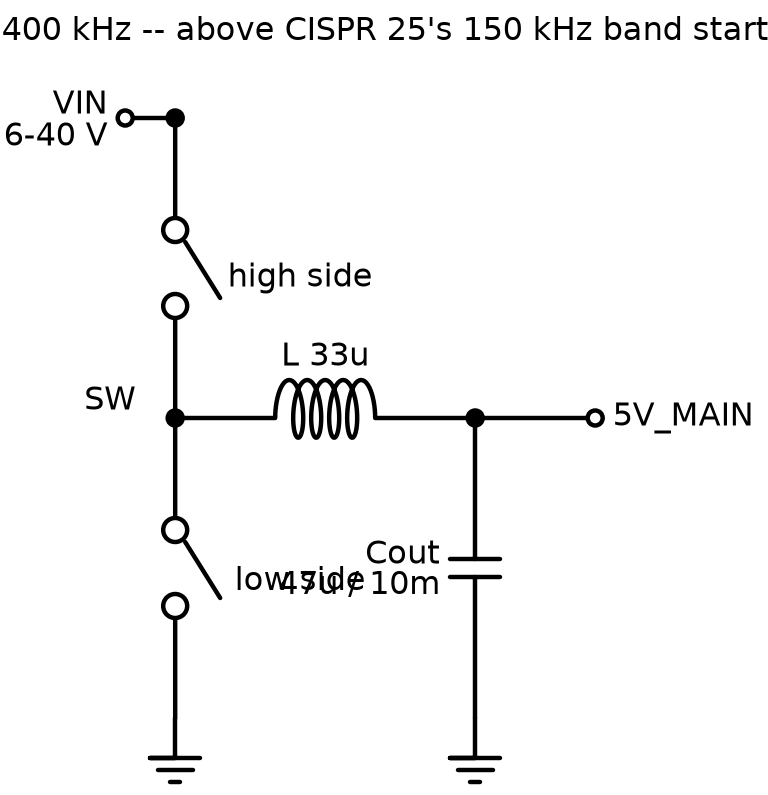 400 kHz -- above CISPR 25's 150 kHz band start
VIN
6-40 V
high side
L 33u
SW
5V_MAIN
Cout
low side
47u / 10m